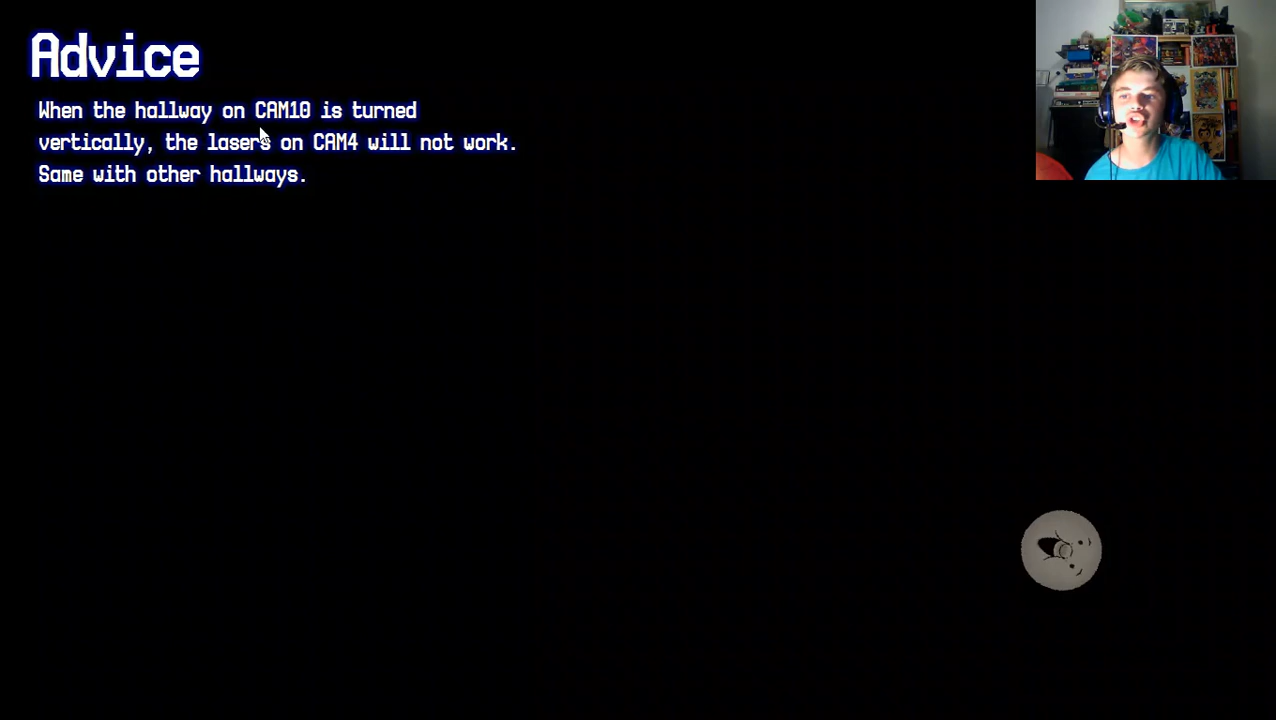 Advice
When the hallway on CAM10 is turned
vertically, the lasers on CAM4 will not work.
Same with other hallways.